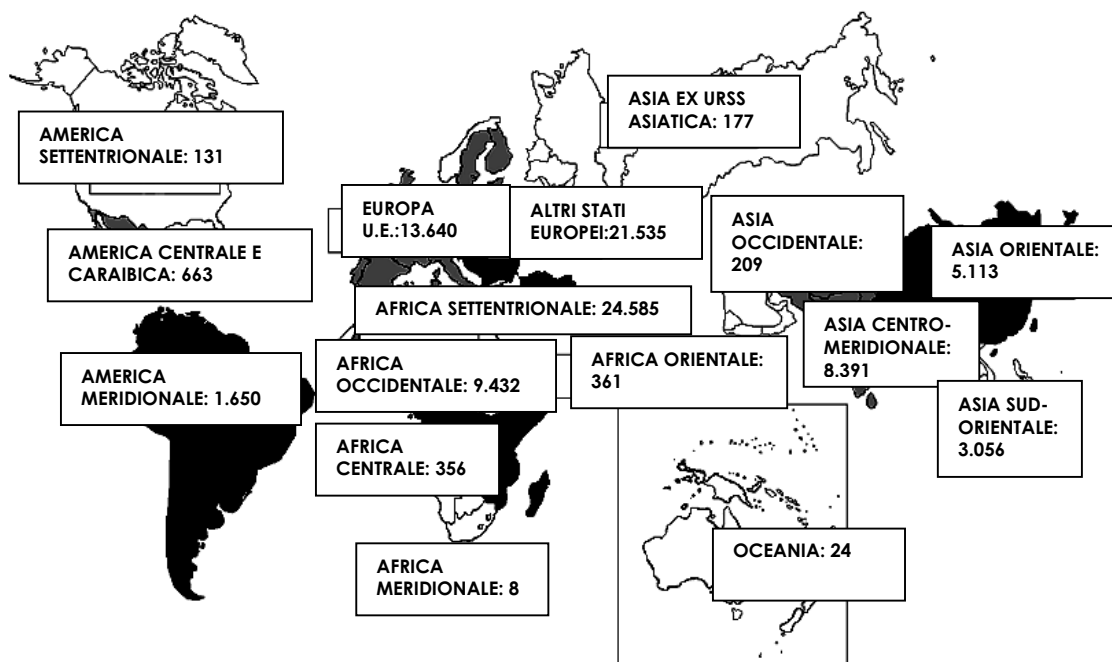 AMERICA
SETTENTRIONALE: 131
ASIA EX URSS
ASIATICA: 177
EUROPA
U.E.:13.640
ALTRI STATI
EUROPEI:21.535
ASIA
OCCIDENTALE:
209
ASIA ORIENTALE:
5.113
AMERICA CENTRALE E
CARAIBICA: 663
AFRICA SETTENTRIONALE: 24.585
ASIA CENTRO-
MERIDIONALE:
8.391
AMERICA
MERIDIONALE: 1.650
AFRICA
OCCIDENTALE: 9.432
AFRICA ORIENTALE:
361
ASIA SUD-
ORIENTALE:
3.056
AFRICA
CENTRALE: 356
OCEANIA: 24
AFRICA
MERIDIONALE: 8